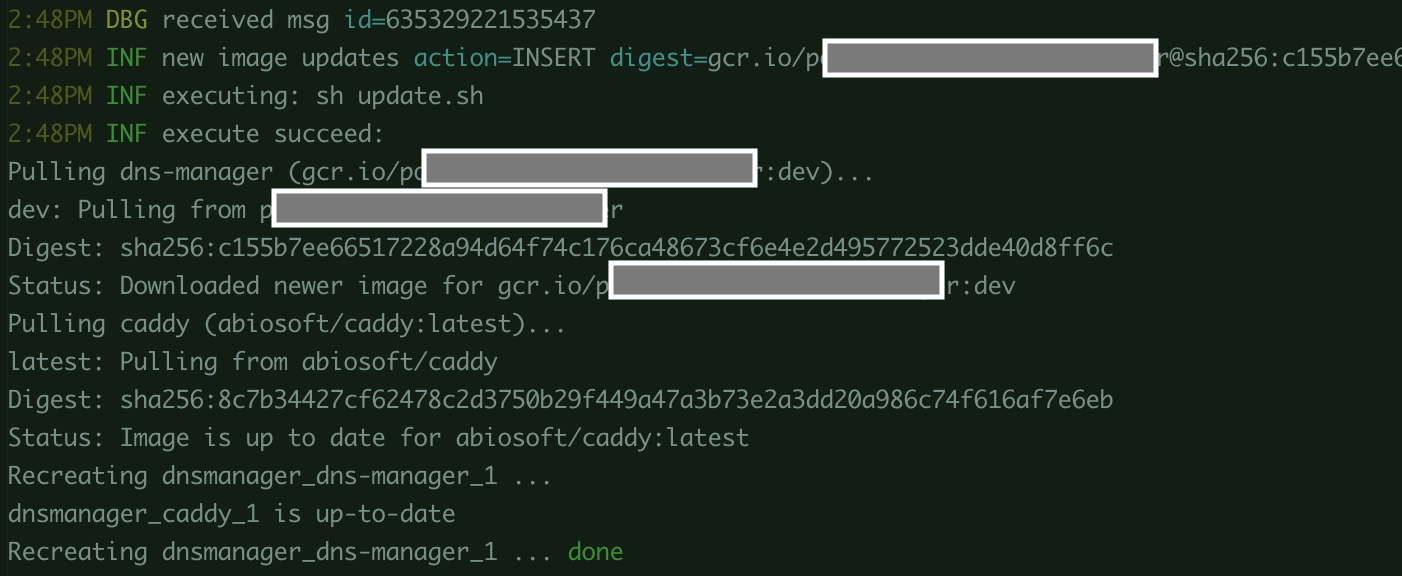 2:48PM DBG received msg id=635329221535437
2:48PM INF new image updates action=INSERT digest=gcr.io/p r@sha256:c155b7ee6
2:48PM INF executing: sh update.sh
2:48PM INF execute succeed:
Pulling dns-manager (gcr.io/po r:dev)...
dev: Pulling from p r
Digest: sha256:c155b7ee66517228a94d64f74c176ca48673cf6e4e2d495772523dde40d8ff6c
Status: Downloaded newer image for gcr.io/p r:dev
Pulling caddy (abiosoft/caddy:latest)...
latest: Pulling from abiosoft/caddy
Digest: sha256:8c7b34427cf62478c2d3750b29f449a47a3b73e2a3dd20a986c74f616af7e6eb
Status: Image is up to date for abiosoft/caddy:latest
Recreating dnsmanager_dns-manager_1 ...
dnsmanager_caddy_1 is up-to-date
Recreating dnsmanager_dns-manager_1 ... done